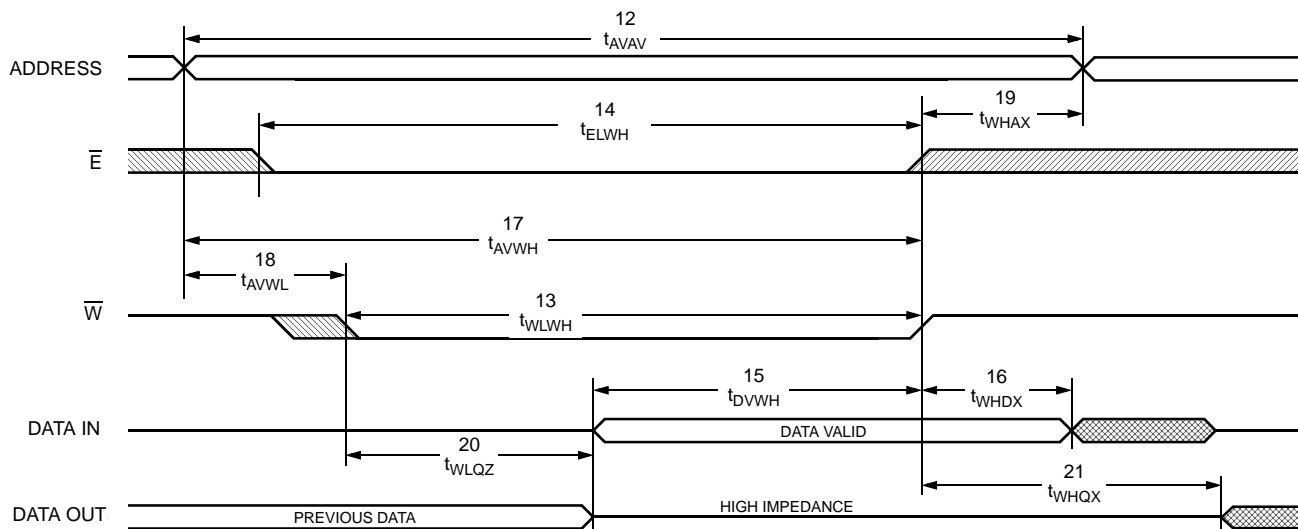 12
tAVAV
ADDRESS
14
tELWH
19
tWHAX
E
17
tAVWH
18
tAVWL
W
13
tWLWH
15
tDVWH
16
tWHDX
DATA IN
DATA VALID
20
tWLQZ
21
tWHQX
DATA OUT
PREVIOUS DATA
HIGH IMPEDANCE